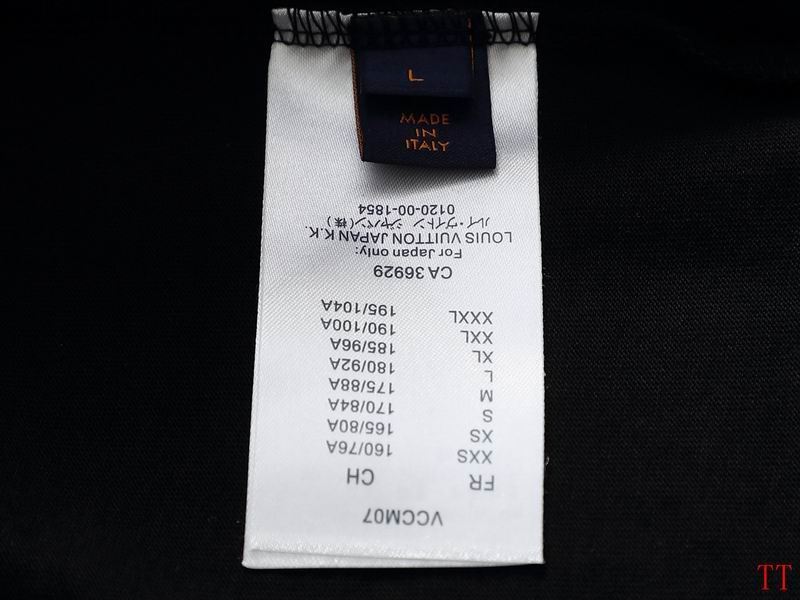 L
MADE
IN
ITALY
VCCM07
FR CH
XXS 160/76A
XS 165/80A
S 170/84A
M 175/88A
L 180/92A
XL 185/96A
XXL 190/100A
XXXL 195/104A
CA 36929
For Japan only:
LOUIS VUITTON JAPAN K.K.
ルイ・ヴィトン ジャパン(株)
0120-00-1854
TT